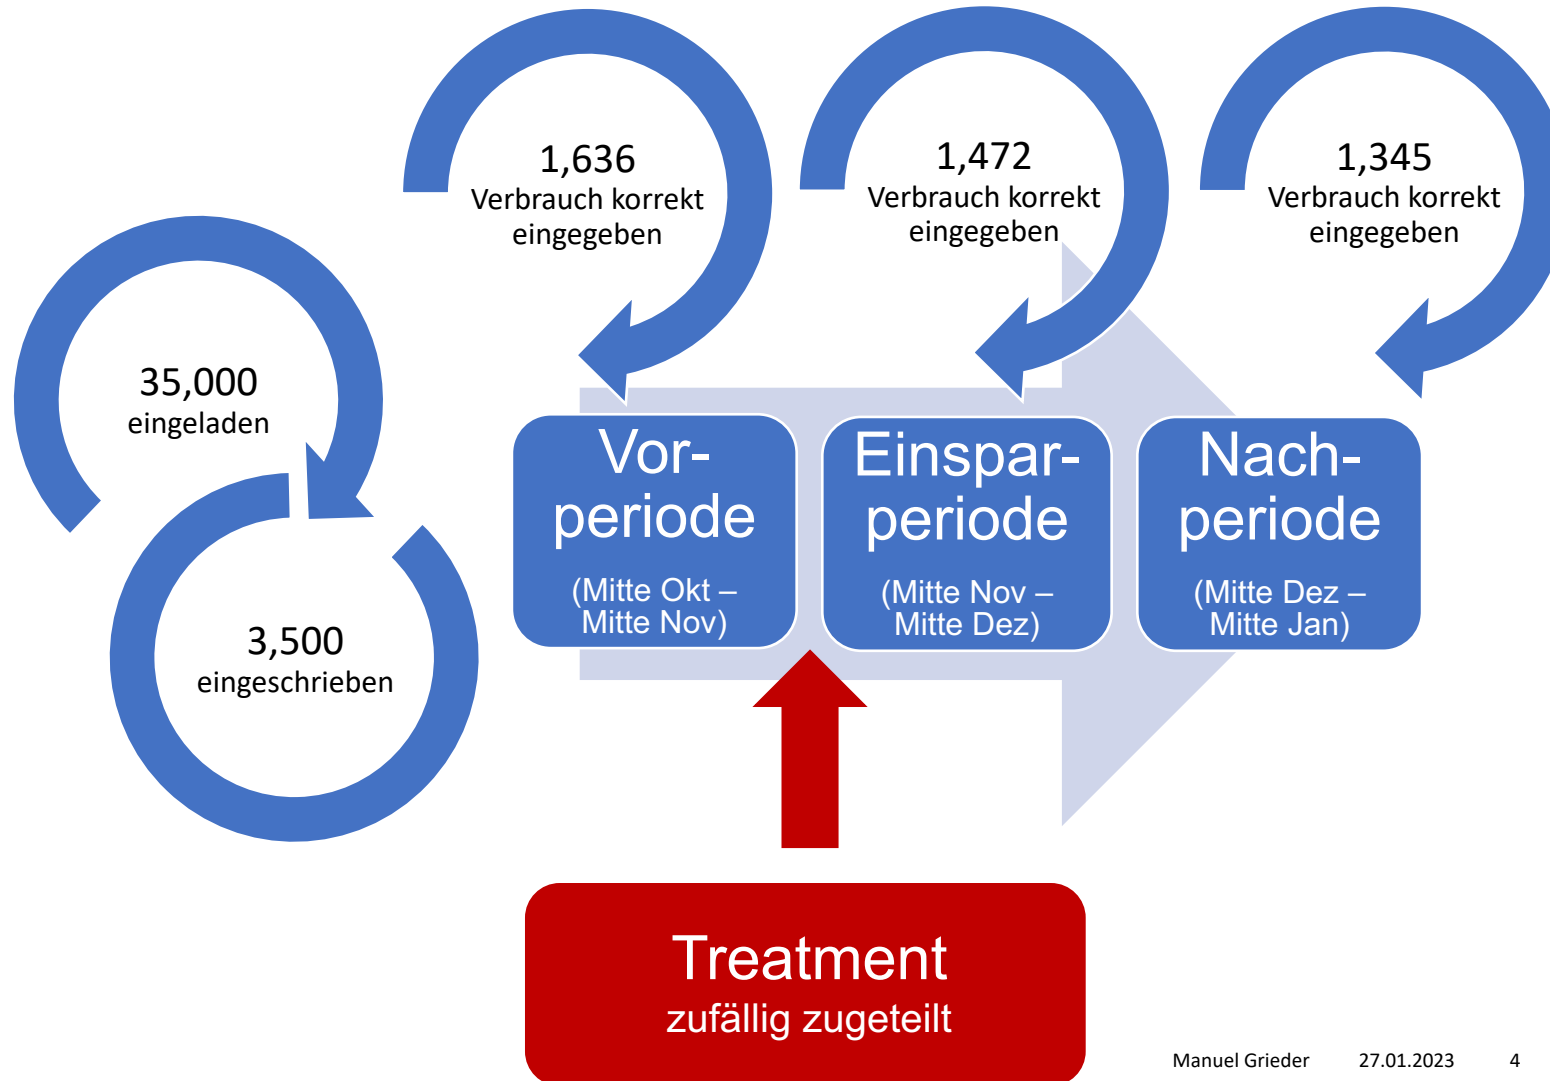 35,000
eingeladen
3,500
eingeschrieben
1,636
Verbrauch korrekt
eingegeben
1,472
Verbrauch korrekt
eingegeben
1,345
Verbrauch korrekt
eingegeben
Vor-
periode
(Mitte Okt –
Mitte Nov)
Einspar-
periode
(Mitte Nov –
Mitte Dez)
Nach-
periode
(Mitte Dez –
Mitte Jan)
Treatment
zufällig zugeteilt
Manuel Grieder 27.01.2023 4